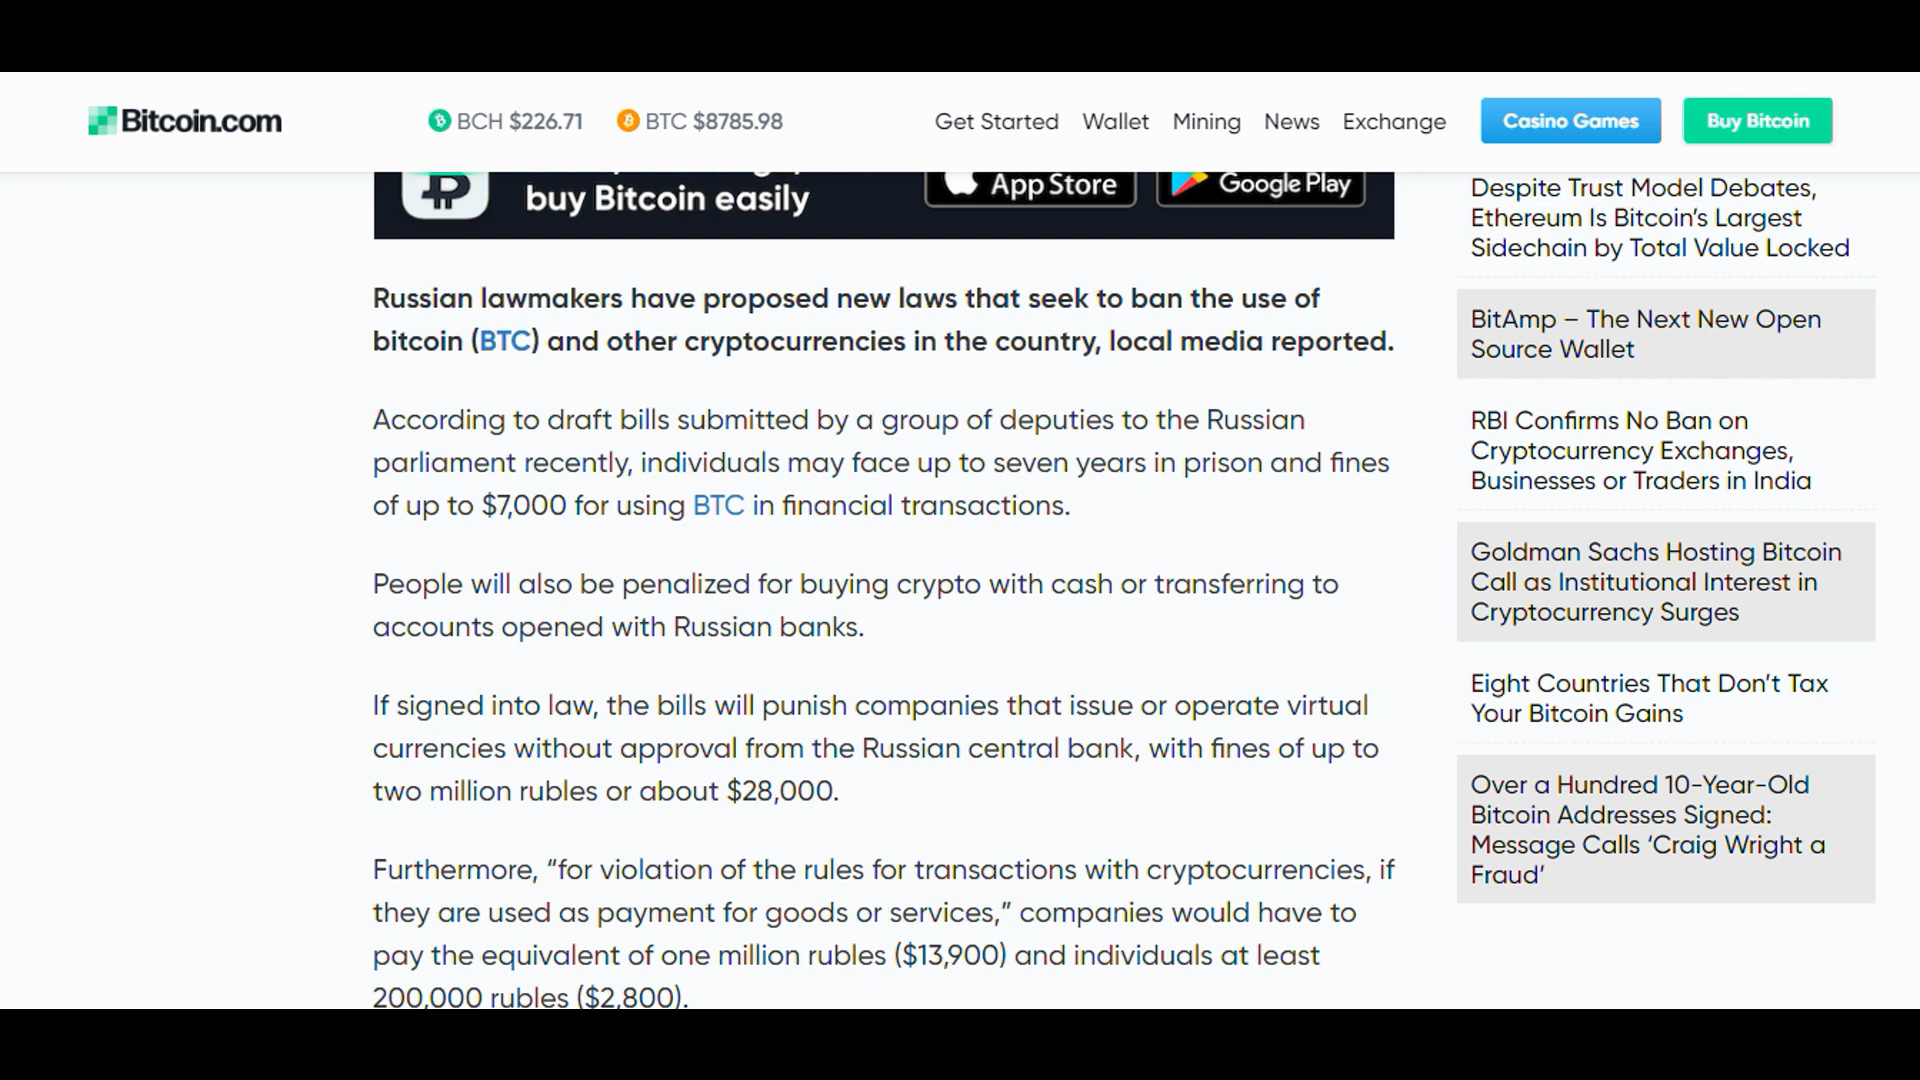 Bitcoin.com
BCH $226.71
BTC $8785.98
Get Started
Wallet
Mining
News
Exchange
Casino Games
Buy Bitcoin
buy Bitcoin easily
App Store
Google Play
Russian lawmakers have proposed new laws that seek to ban the use of
bitcoin (BTC) and other cryptocurrencies in the country, local media reported.
According to draft bills submitted by a group of deputies to the Russian
parliament recently, individuals may face up to seven years in prison and fines
of up to $7,000 for using BTC in financial transactions.
People will also be penalized for buying crypto with cash or transferring to
accounts opened with Russian banks.
If signed into law, the bills will punish companies that issue or operate virtual
currencies without approval from the Russian central bank, with fines of up to
two million rubles or about $28,000.
Furthermore, “for violation of the rules for transactions with cryptocurrencies, if
they are used as payment for goods or services,” companies would have to
pay the equivalent of one million rubles ($13,900) and individuals at least
200,000 rubles ($2,800).
Despite Trust Model Debates,
Ethereum Is Bitcoin’s Largest
Sidechain by Total Value Locked
BitAmp – The Next New Open
Source Wallet
RBI Confirms No Ban on
Cryptocurrency Exchanges,
Businesses or Traders in India
Goldman Sachs Hosting Bitcoin
Call as Institutional Interest in
Cryptocurrency Surges
Eight Countries That Don’t Tax
Your Bitcoin Gains
Over a Hundred 10-Year-Old
Bitcoin Addresses Signed:
Message Calls ‘Craig Wright a
Fraud’